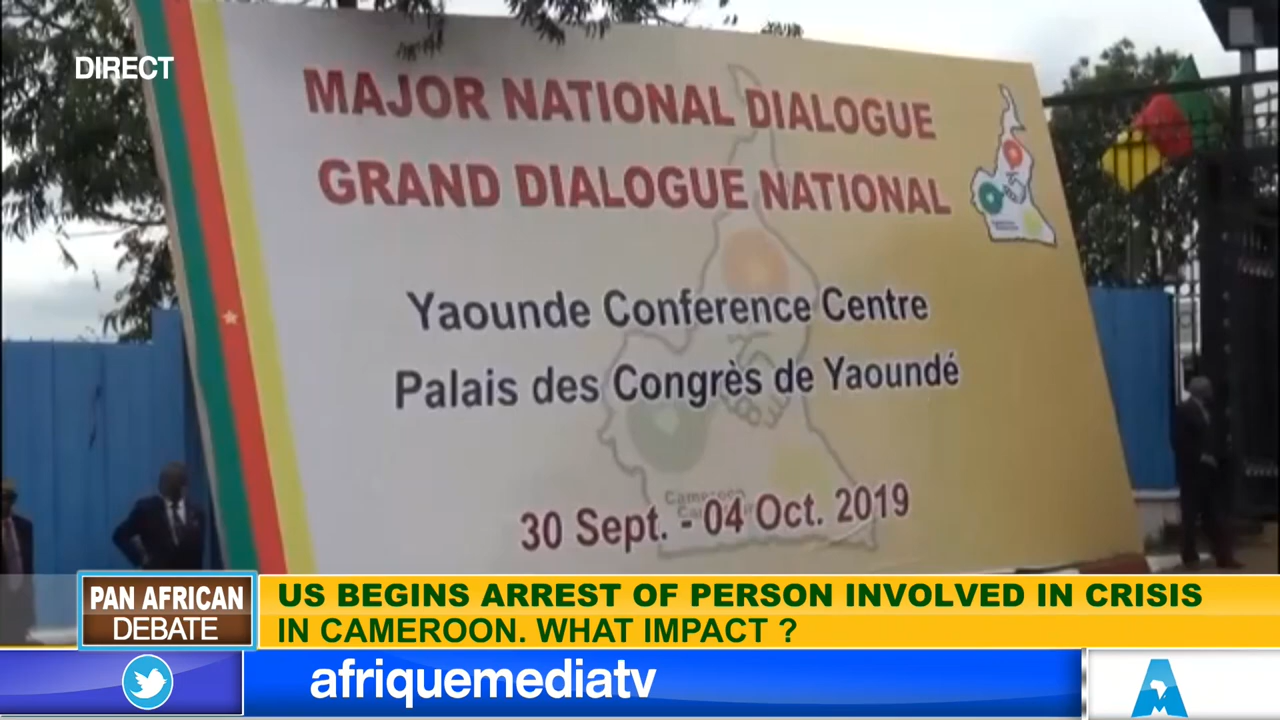 DIRECT
MAJOR NATIONAL DIALOGUE
GRAND DIALOGUE NATIONAL
Yaounde Conference Centre
Palais des Congrès de Yaoundé
30 Sept. - 04 Oct. 2019
PAN AFRICAN
DEBATE
US BEGINS ARREST OF PERSON INVOLVED IN CRISIS
IN CAMEROON. WHAT IMPACT ?
afriquemediatv